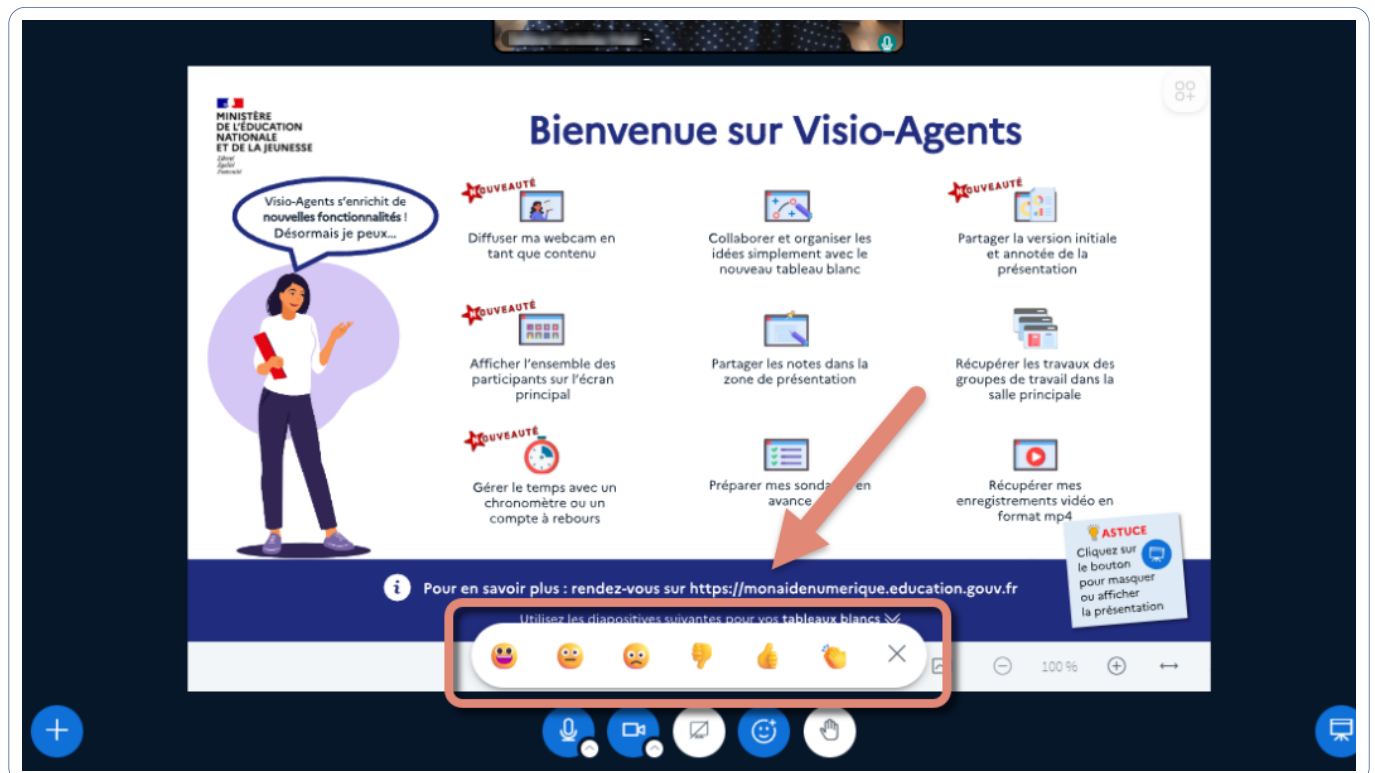 MINISTÈRE
DE L'ÉDUCATION
NATIONALE
ET DE LA JEUNESSE
Liberté
Égalité
Fraternité
Bienvenue sur Visio-Agents
Visio-Agents s'enrichit de
nouvelles fonctionnalités !
Désormais je peux...
NOUVEAUTÉ
Diffuser ma webcam en
tant que contenu
Collaborer et organiser les
idées simplement avec le
nouveau tableau blanc
NOUVEAUTÉ
Partager la version initiale
et annotée de la
présentation
NOUVEAUTÉ
Afficher l'ensemble des
participants sur l'écran
principal
Partager les notes dans la
zone de présentation
Récupérer les travaux des
groupes de travail dans la
salle principale
NOUVEAUTÉ
Gérer le temps avec un
chronomètre ou un
compte à rebours
Préparer mes en
avance
Récupérer mes
enregistrements vidéo en
format mp4
ASTUCE
Cliquez sur
le bouton
pour masquer
ou afficher
la présentation
i Pour en savoir plus : rendez-vous sur https://monaidenumerique.education.gouv.fr
Utilisez les diapositives suivantes pour vos tableaux blancs
100 %